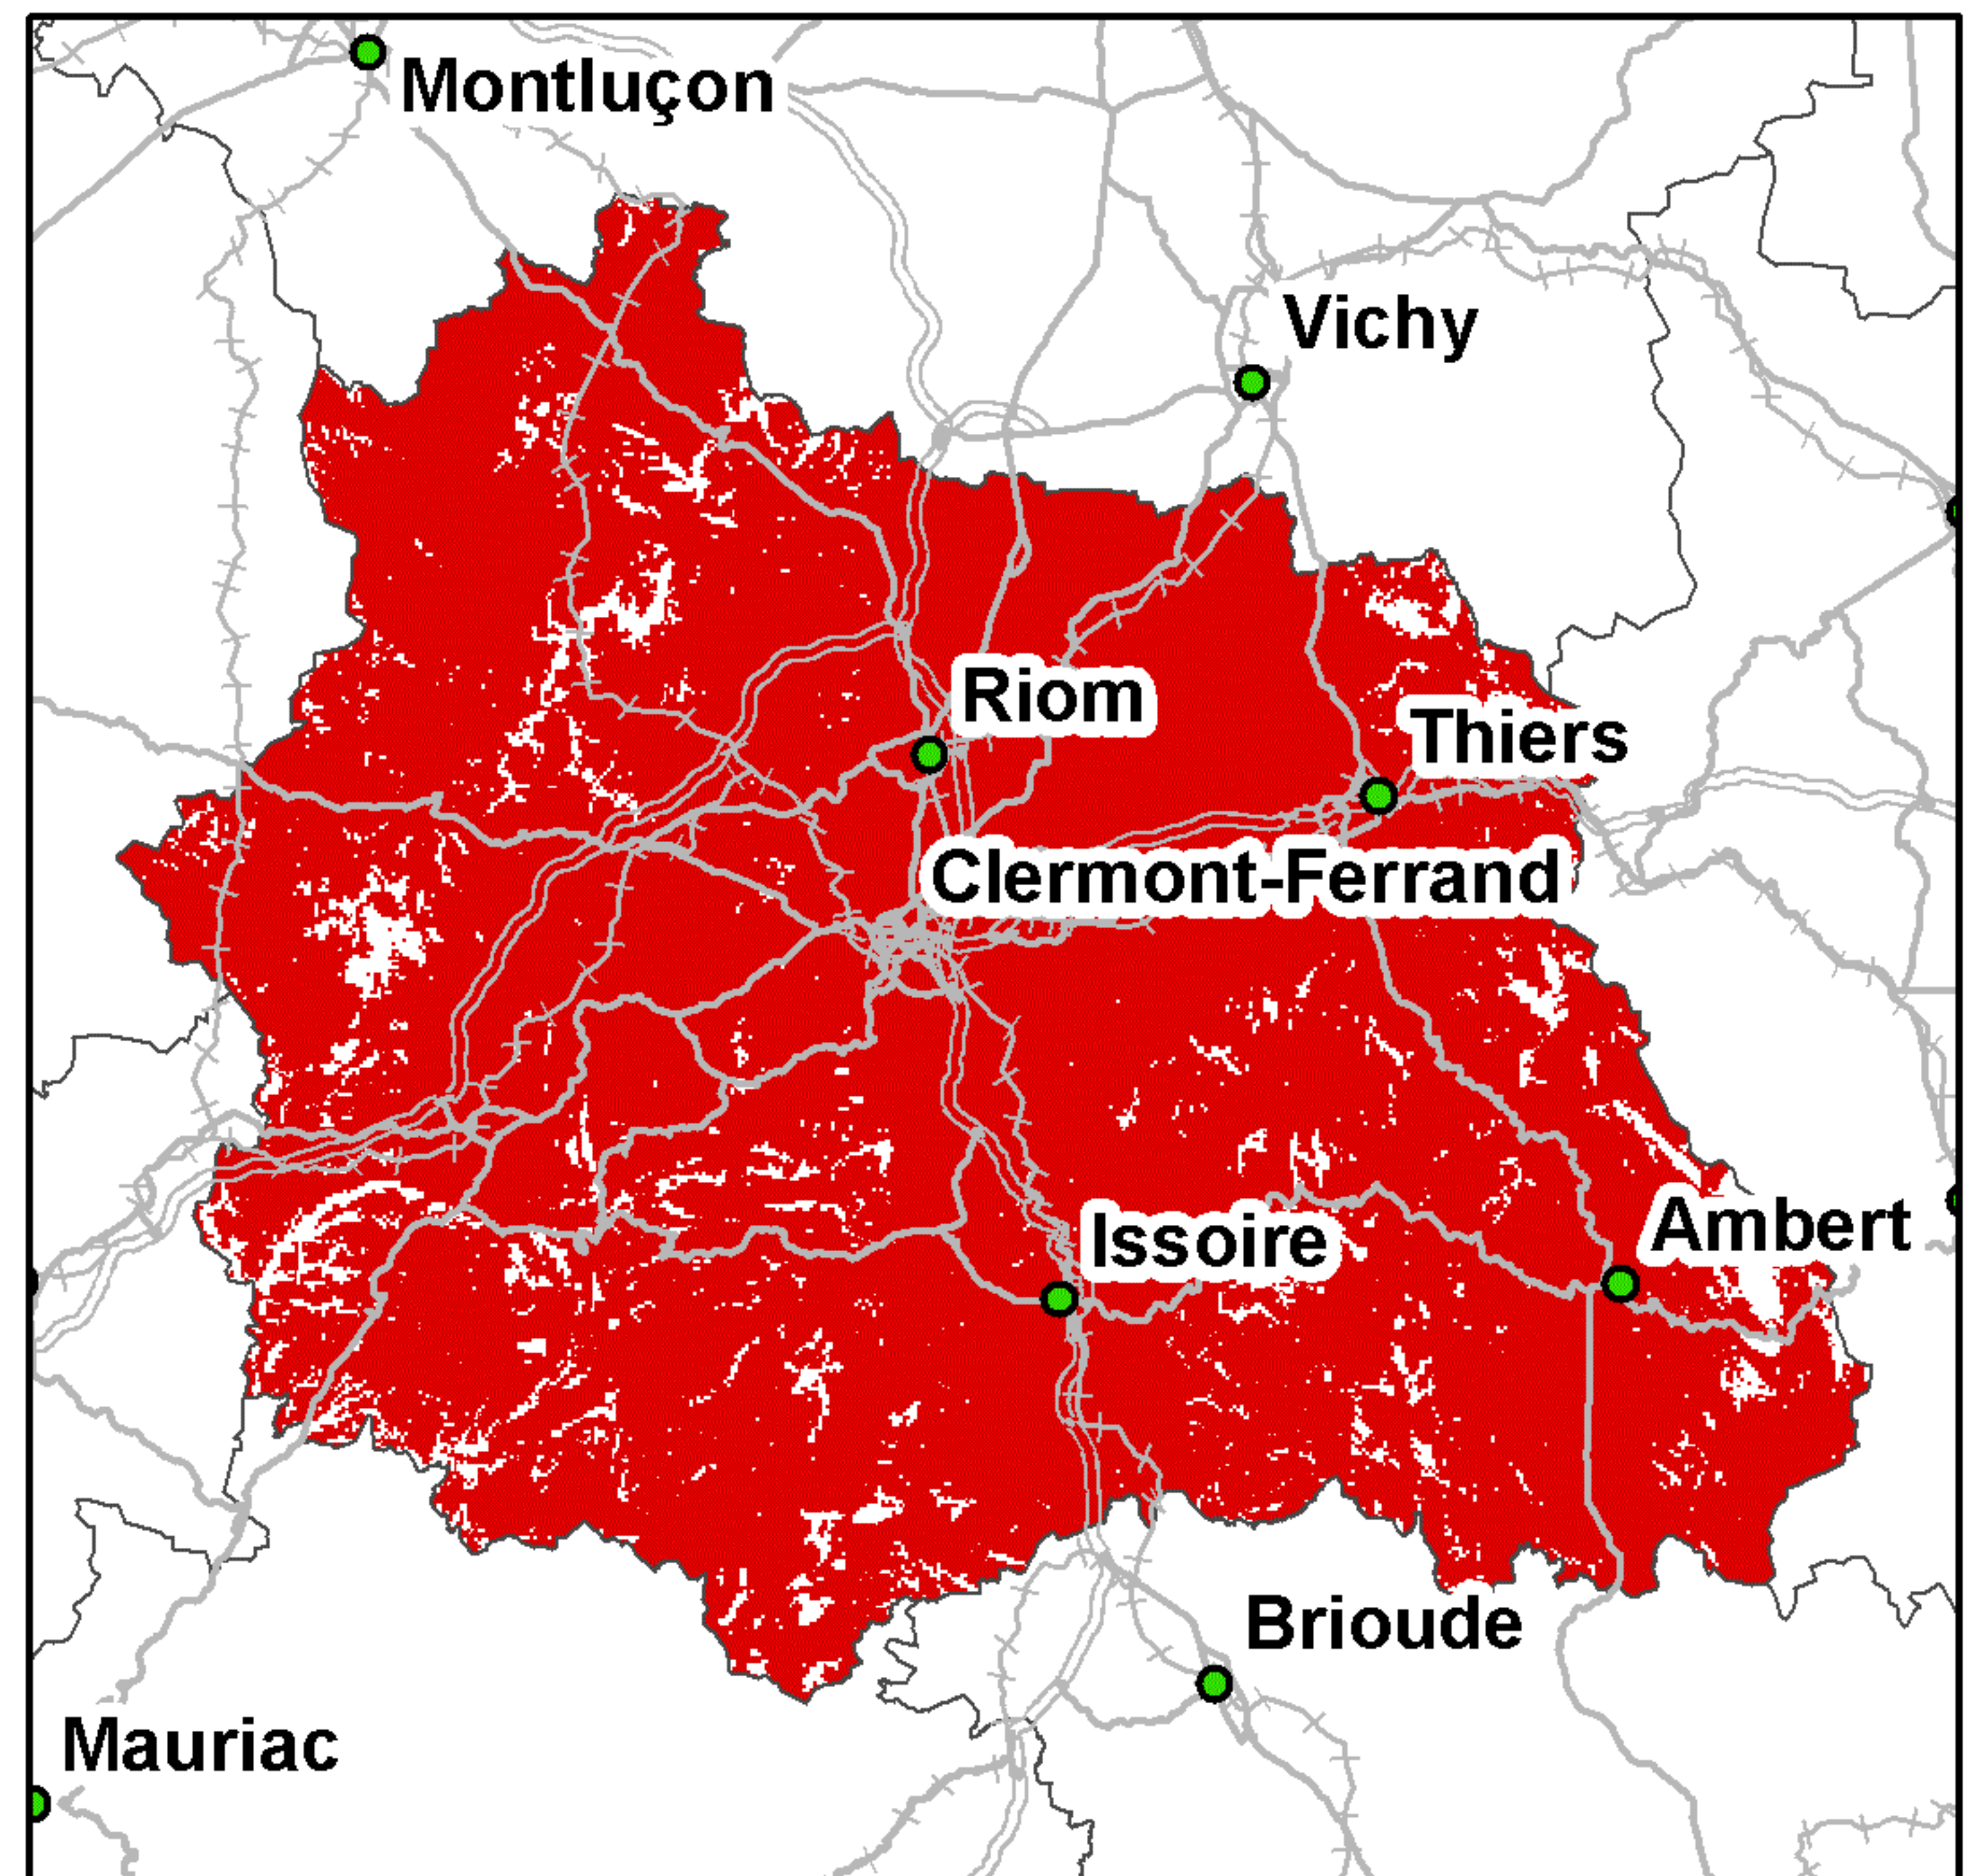 Montluçon
Vichy
Riom
Thiers
Clermont-Ferrand
Ambert
Issoire
Brioude
Mauriac